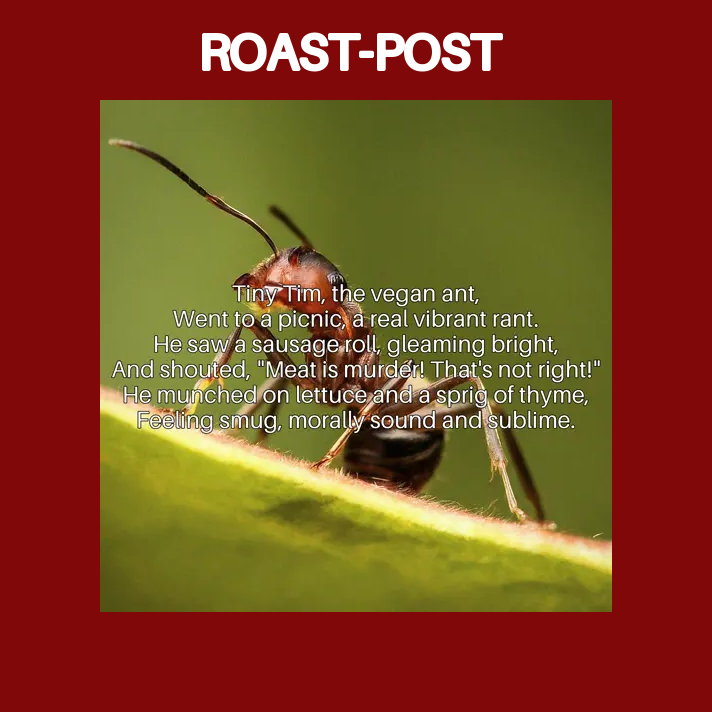 ROAST-POST
Tiny Tim, the vegan ant,
Went to a picnic, a real vibrant rant.
He saw a sausage roll, gleaming bright,
And shouted, "Meat is murder! That's not right!"
He munched on lettuce and a sprig of thyme,
Feeling smug, morally sound and sublime.